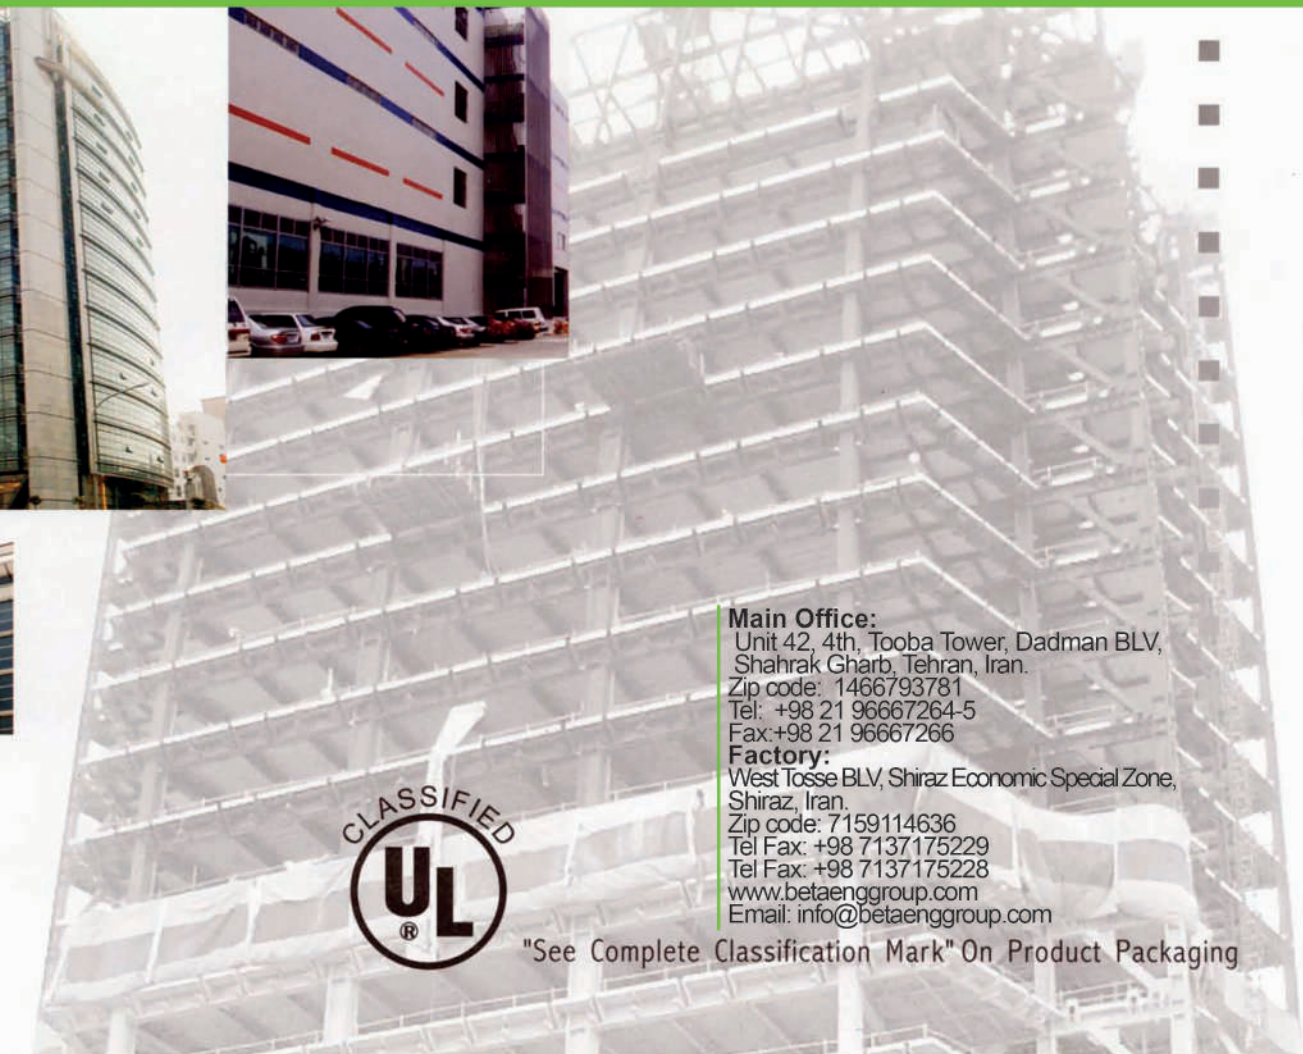 Main Office:
Unit 42, 4th, Tooba Tower, Dadman BLV,
Shahrak Gharb, Tehran, Iran.
Zip code: 1466793781
Tel: +98 21 96667264-5
Fax:+98 21 96667266
Factory:
West Tosse BLV, Shiraz Economic Special Zone,
Shiraz, Iran.
Zip code: 7159114636
Tel Fax: +98 7137175229
Tel Fax: +98 7137175228
www.betaenggroup.com
Email: info@betaenggroup.com
CLASSIFIED
UL
®
"See Complete Classification Mark" On Product Packaging